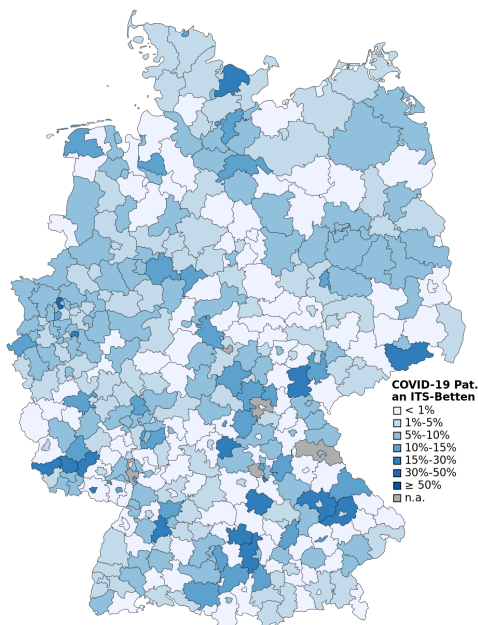 COVID-19 Pat.
an ITS-Betten
< 1%
1%-5%
5%-10%
10%-15%
15%-30%
30%-50%
≥ 50%
n.a.